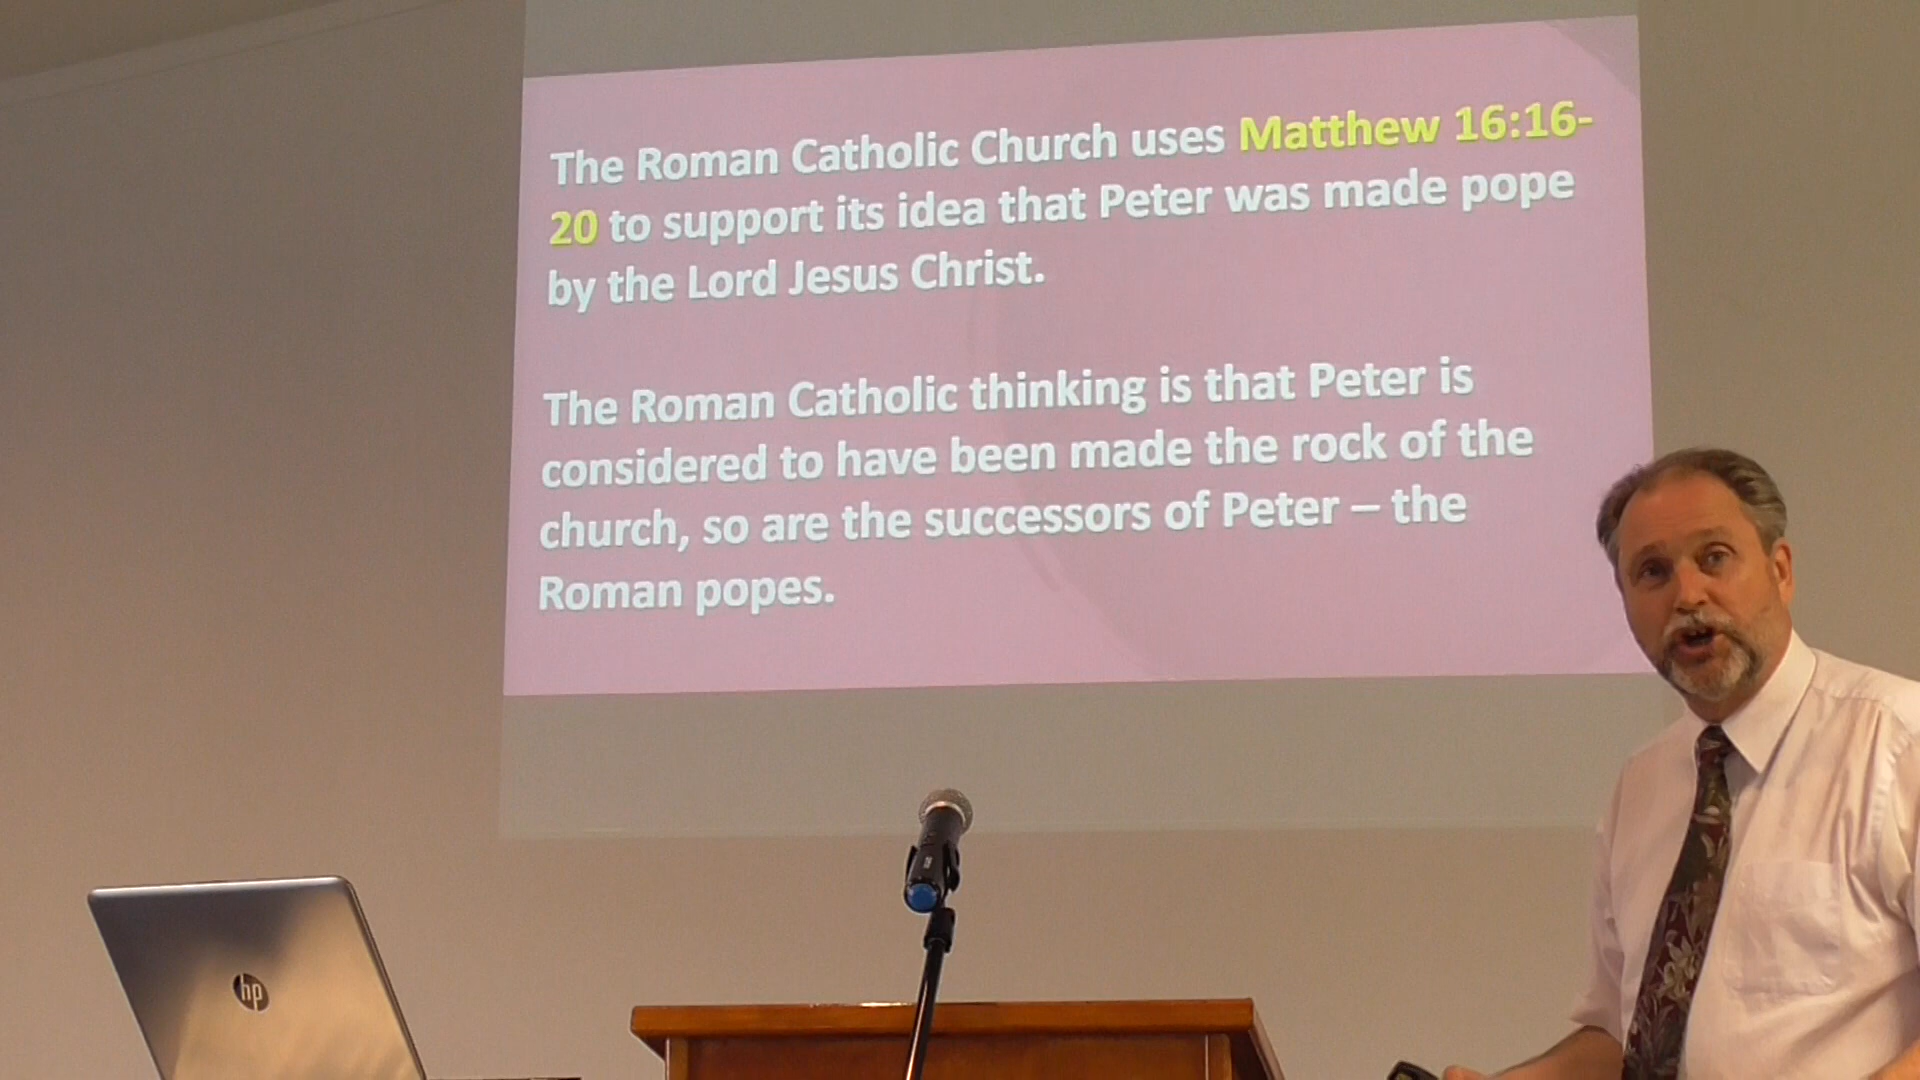 The Roman Catholic Church uses Matthew 16:16-
20 to support its idea that Peter was made pope
by the Lord Jesus Christ.
The Roman Catholic thinking is that Peter is
considered to have been made the rock of the
church, so are the successors of Peter – the
Roman popes.
hp